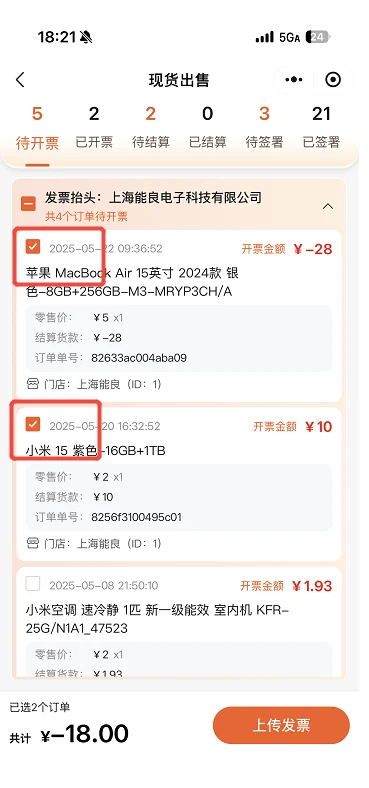 18:21
5GA 24
现货出售
5 2 2 0 3 21
待开票 已开票 待结算 已结算 待签署 已签署
发票抬头：上海能良电子科技有限公司
共4个订单待开票
2025-05-22 09:36:52 开票金额 ￥-28
苹果 MacBook Air 15英寸 2024款 银
色-8GB+256GB-M3-MRYP3CH/A
零售价： ￥5 x1
结算货款： ￥-28
订单单号： 82633ac004aba09
门店：上海能良（ID：1）
2025-05-20 16:32:52 开票金额 ￥10
小米 15 紫色-16GB+1TB
零售价： ￥2 x1
结算货款： ￥10
订单单号： 8256f3100495c01
门店：上海能良（ID：1）
2025-05-08 21:50:10 开票金额 ￥1.93
小米空调 速冷静 1匹 新一级能效 室内机 KFR-
25G/N1A1_47523
零售价： ￥2 x1
结算货款： ￥1.93
已选2个订单
共计 ￥-18.00
上传发票